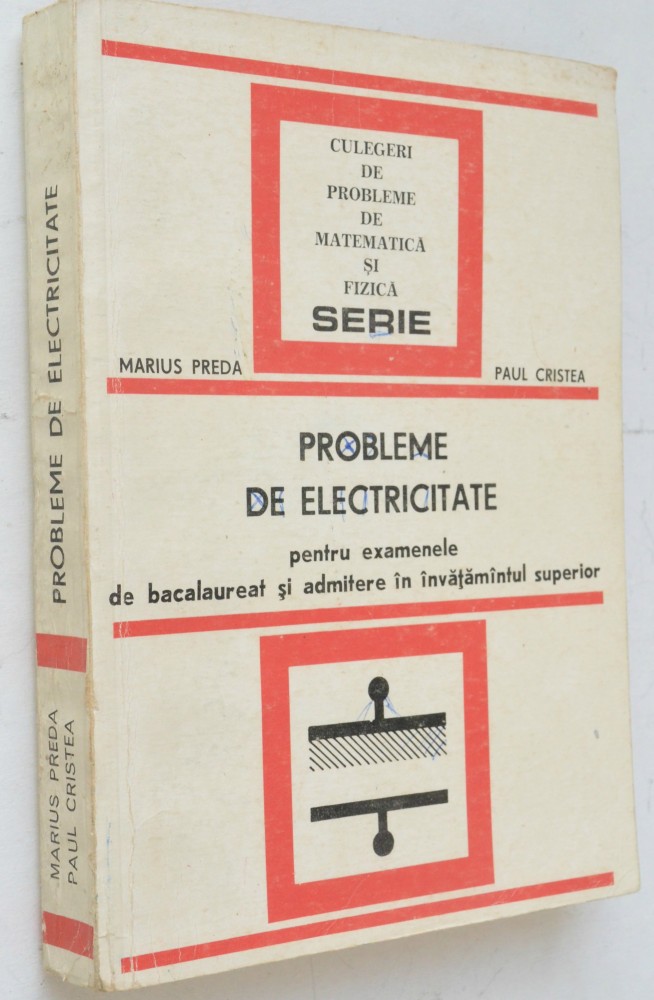 CULEGERI
DE
PROBLEME
DE
MATEMATICĂ
ȘI
FIZICĂ
SERIE
MARIUS PREDA
PAUL CRISTEA
PROBLEME
DE ELECTRICITATE
pentru examenele
de bacalaureat și admitere în învățămîntul superior
PROBLEME DE ELECTRICITATE
MARIUS PREDA
PAUL CRISTEA